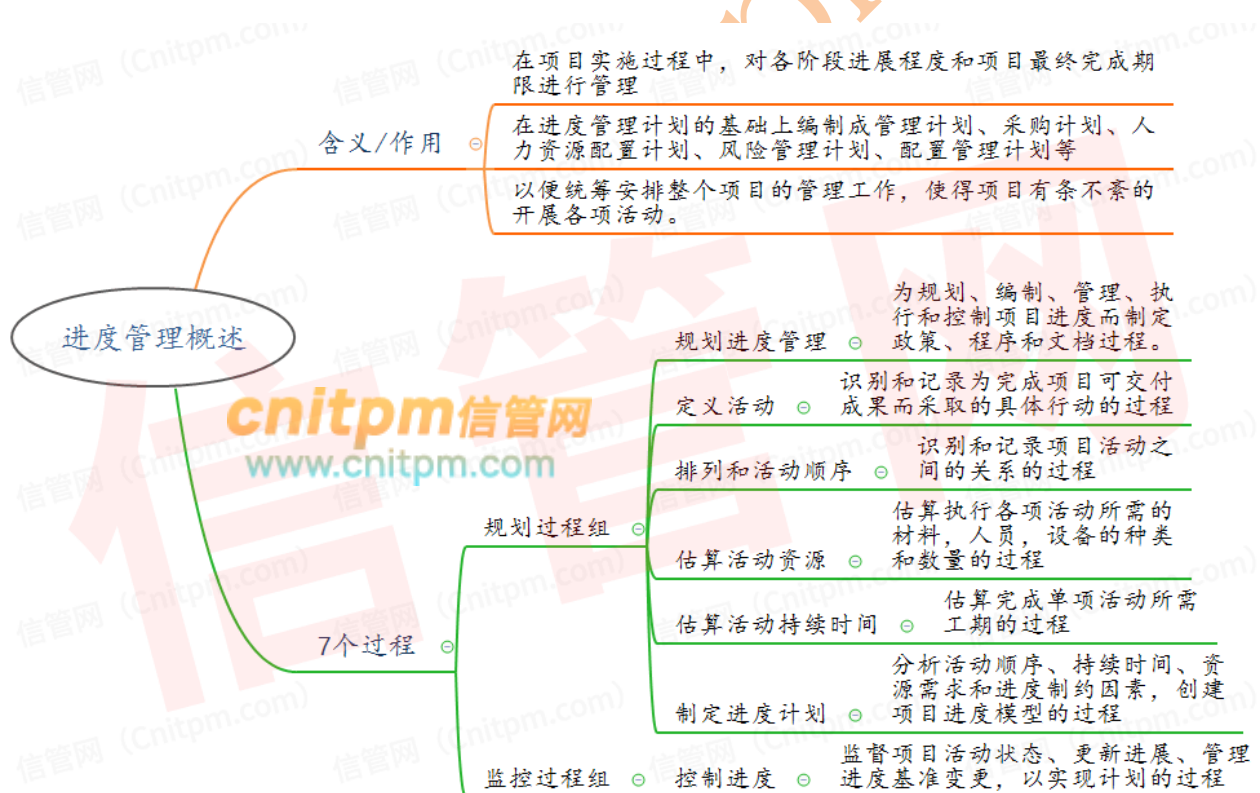 在项目实施过程中，对各阶段进展程度和项目最终完成期
限进行管理
含义/作用
在进度管理计划的基础上编制成管理计划、采购计划、人
力资源配置计划、风险管理计划、配置管理计划等
以便统筹安排整个项目的管理工作，使得项目有条不紊的
开展各项活动。
进度管理概述
为规划、编制、管理、执
行和控制项目进度而制定
政策、程序和文档过程。
规划进度管理
识别和记录为完成项目可交付
成果而采取的具体行动的过程
定义活动
cnitpm信管网
www.cnitpm.com
识别和记录项目活动之
间的关系的过程
排列和活动顺序
规划过程组
估算执行各项活动所需的
材料，人员，设备的种类
和数量的过程
估算活动资源
估算完成单项活动所需
工期的过程
估算活动持续时间
7个过程
分析活动顺序、持续时间、资
源需求和进度制约因素，创建
项目进度模型的过程
制定进度计划
监控过程组
控制进度
监督项目活动状态、更新进展、管理
进度基准变更，以实现计划的过程
信管网
信管网（Cnitpm.com）